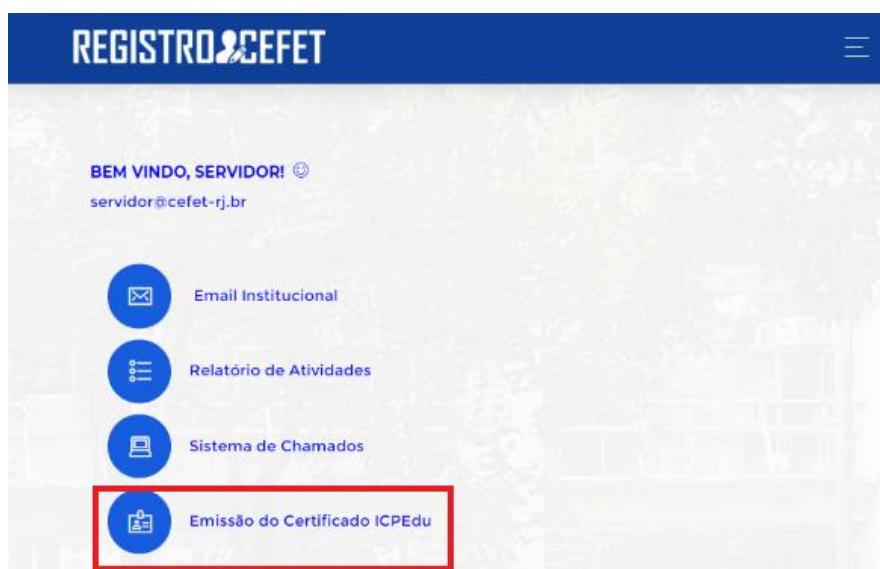 REGISTRO CEFET
BEM VINDO, SERVIDOR!
servidor@cefet-rj.br
Email Institucional
Relatório de Atividades
Sistema de Chamados
Emissão do Certificado ICPEdu